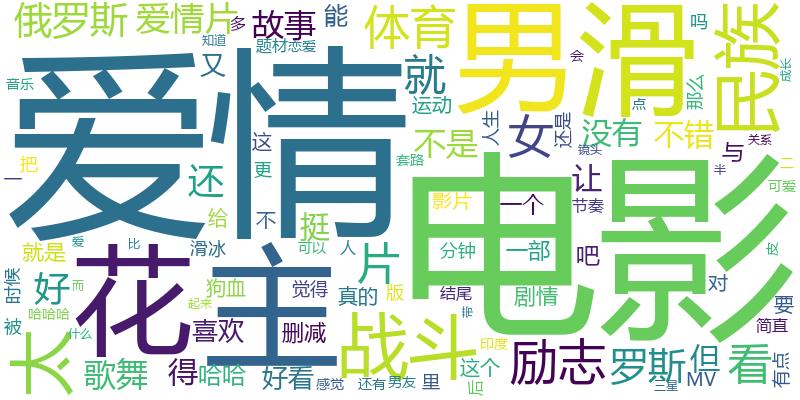 俄罗斯 爱情片 多 故事 能
体育
男
滑
吗
民族
知道
题材恋爱
又
就
会
成长
音乐
爱情
运动
点
那么
不是
女
人生
还是
没有
不错
与
关系
一
把
还
这
更
套路
镜头
让
半
二
可爱
给
挺
电影
影片
一个
节奏
就是
爱
比
滑冰
不
可以
人
分钟
一部
吧
皮
对
要
时候
好
而
花
主
狗血
觉得
片
真的
版
结尾
剧情
被
哈哈哈
起来
喜欢
删减
战斗
带
印度
简直
太
什么
励志
罗斯
但
看
歌舞
得
哈哈
好看
感觉
还有
男友
里
这个
后
三星
MV
有点